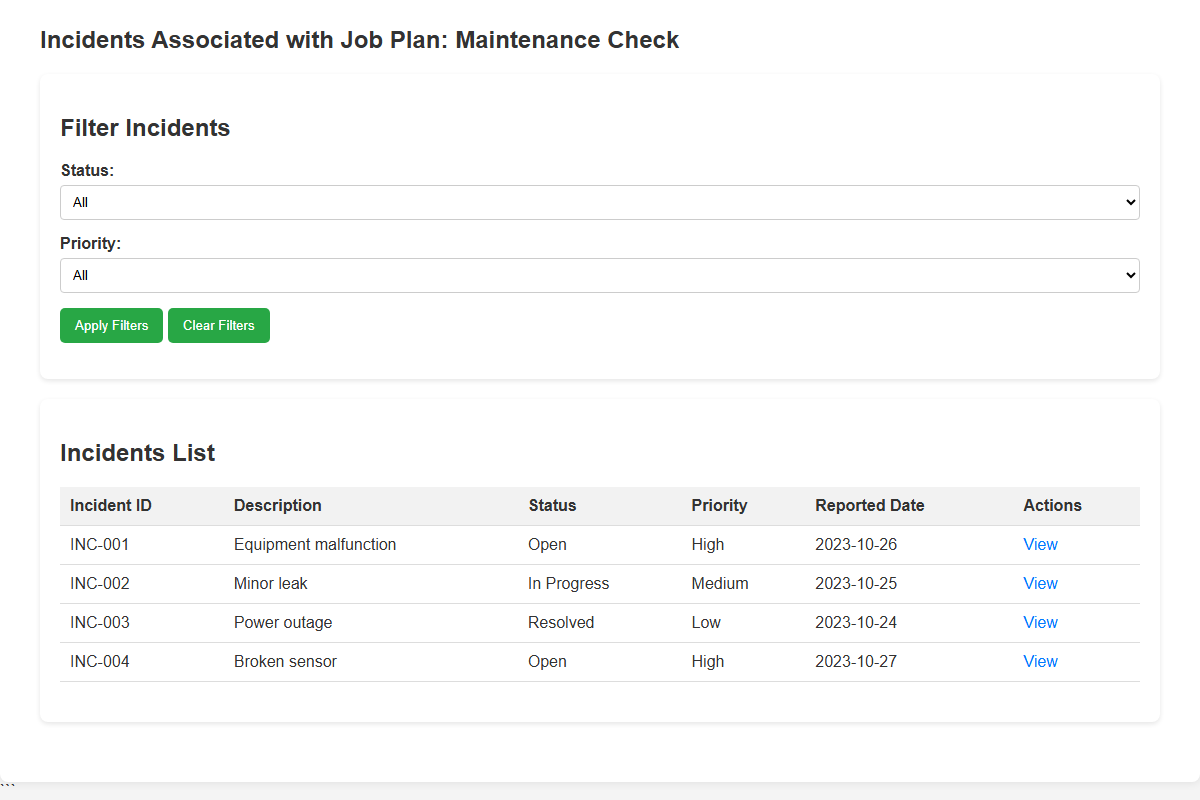 Incidents Associated with Job Plan: Maintenance Check
Filter Incidents
Status:
All
Priority:
All
Apply Filters Clear Filters
Incidents List
Incident ID Description Status Priority Reported Date Actions
INC-001 Equipment malfunction Open High 2023-10-26 View
INC-002 Minor leak In Progress Medium 2023-10-25 View
INC-003 Power outage Resolved Low 2023-10-24 View
INC-004 Broken sensor Open High 2023-10-27 View
```